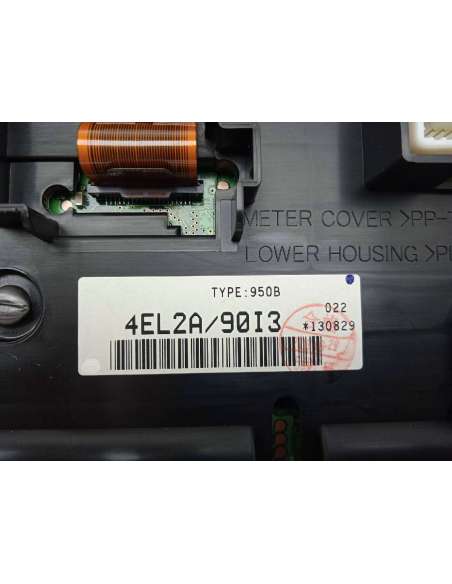 METER COVER >PP-T
LOWER HOUSING >P
TYPE:950B
022
4EL2A/90I3
*130829